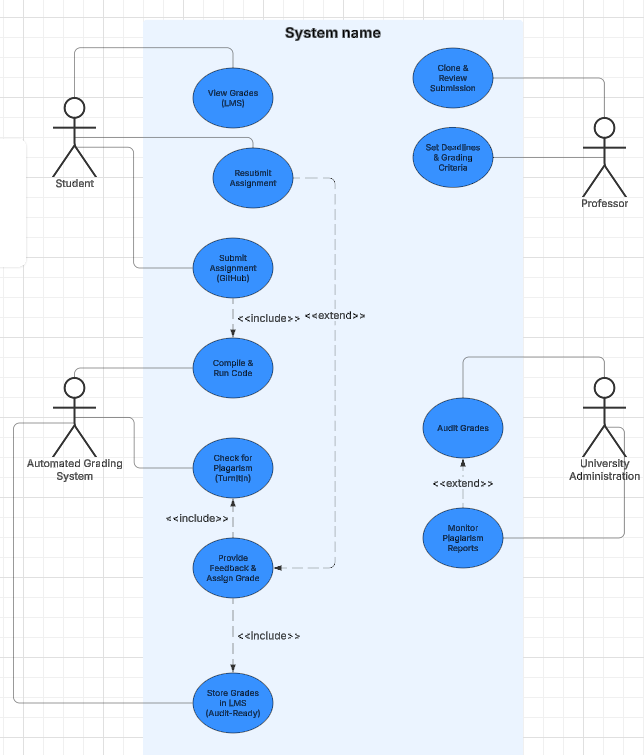 System name
View Grades
(LMS)
Clone &
Review
Submission
Set Deadlines
& Grading
Criteria
Resubmit
Assignment
Student
Professor
Submit
Assignment
(GitHub)
<<include>>
<<extend>>
Compile &
Run Code
Audit Grades
Automated Grading
System
Check for
Plagarism
(Turnitin)
University
Administration
<<extend>>
<<include>>
Monitor
Plagiarism
Reports
Provide
Feedback &
Assign Grade
<<include>>
Store Grades
in LMS
(Audit-Ready)